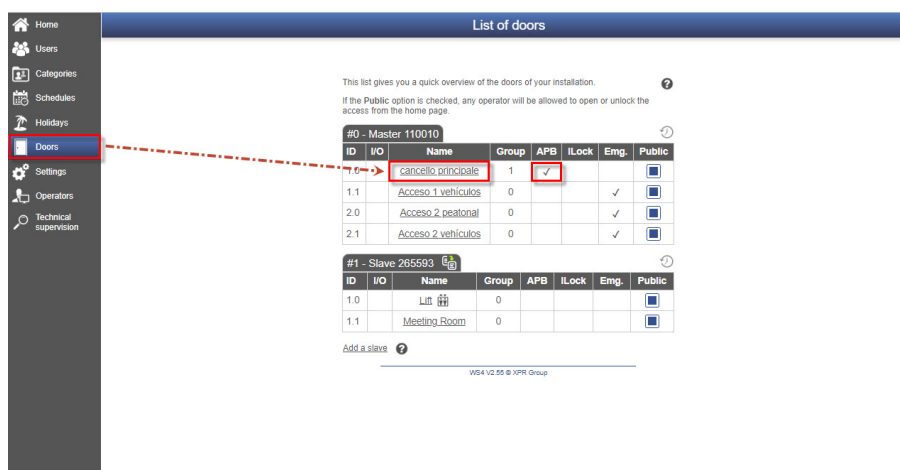 Home
List of doors
Users
Categories
Schedules
Holidays
Doors
Settings
Operators
Technical
supervision
This list gives you a quick overview of the doors of your installation.
If the Public option is checked, any operator will be allowed to open or unlock the
access from the home page.
#0 - Master 110010
ID I/O Name Group APB ILock Emg. Public
1.0 cancello principale 1 ✓
1.1 Acceso 1 vehículos 0 ✓
2.0 Acceso 2 peatonal 0 ✓
2.1 Acceso 2 vehículos 0 ✓
#1 - Slave 265593
ID I/O Name Group APB ILock Emg. Public
1.0 Lift 0
1.1 Meeting Room 0
Add a slave
WS4 V2.55 © XPR Group